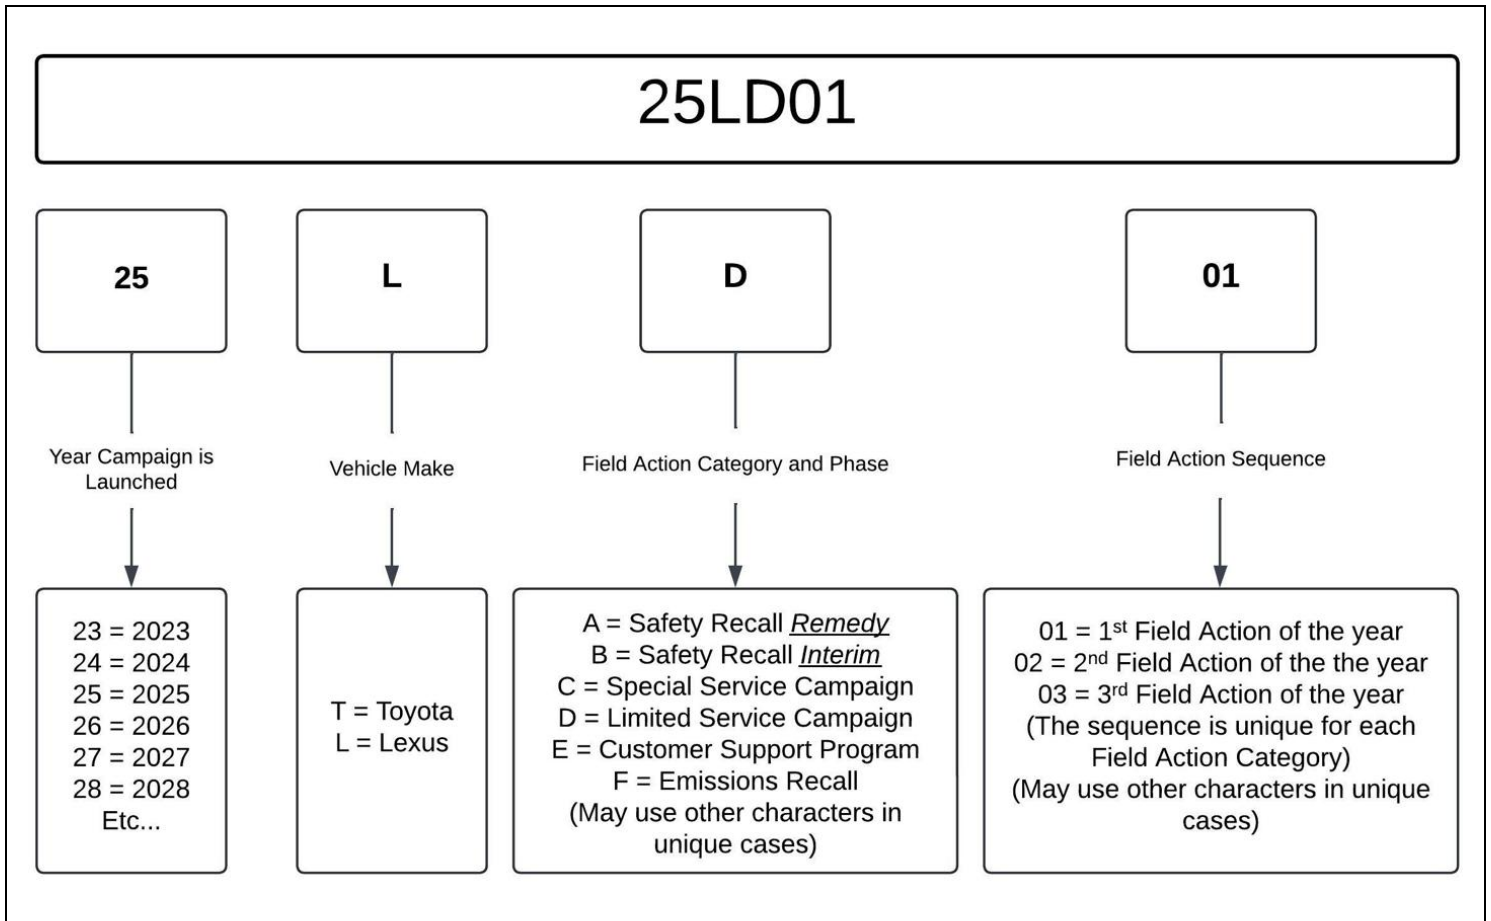 25LD01
25
L
D
01
Year Campaign is
Launched
Vehicle Make
Field Action Category and Phase
Field Action Sequence
23 = 2023
24 = 2024
25 = 2025
26 = 2026
27 = 2027
28 = 2028
Etc...
T = Toyota
L = Lexus
A = Safety Recall Remedy
B = Safety Recall Interim
C = Special Service Campaign
D = Limited Service Campaign
E = Customer Support Program
F = Emissions Recall
(May use other characters in
unique cases)
01 = 1st Field Action of the year
02 = 2nd Field Action of the the year
03 = 3rd Field Action of the year
(The sequence is unique for each
Field Action Category)
(May use other characters in unique
cases)